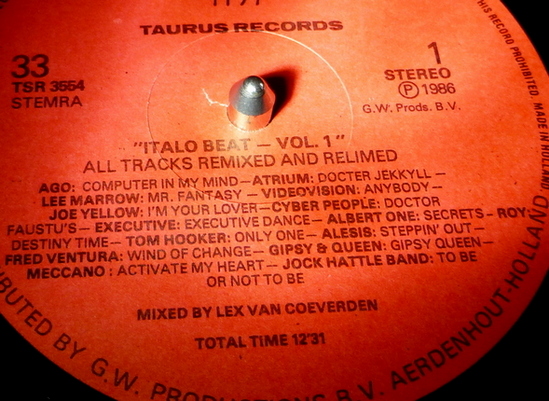 TAURUS RECORDS
33
TSR 3554
STEMRA
1
STEREO
Ⓟ 1986
G.W. Prods. B.V.
"ITALO BEAT — VOL. 1"
ALL TRACKS REMIXED AND RELIMED
AGO: COMPUTER IN MY MIND — ATRIUM: DOCTER JEKKYLL —
LEE MARROW: MR. FANTASY — VIDEOVISION: ANYBODY —
JOE YELLOW: I'M YOUR LOVER — CYBER PEOPLE: DOCTOR
FAUSTU'S — EXECUTIVE: EXECUTIVE DANCE — ALBERT ONE: SECRETS — ROY:
DESTINY TIME — TOM HOOKER: ONLY ONE — ALESIS: STEPPIN' OUT —
FRED VENTURA: WIND OF CHANGE — GIPSY & QUEEN: GIPSY QUEEN —
MECCANO: ACTIVATE MY HEART — JOCK HATTLE BAND: TO BE
OR NOT TO BE
MIXED BY LEX VAN COEVERDEN
TOTAL TIME 12'31
BUTED BY G.W. PRODUCTIONS B.V. AERDENHOUT-HOLLAND
THIS RECORD PROHIBITED. MADE IN HOLLAND.